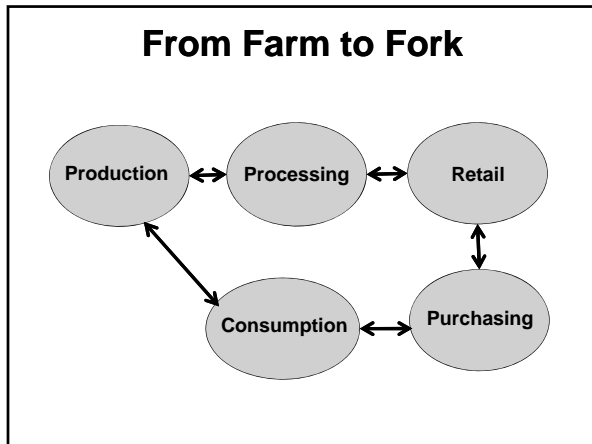 From Farm to Fork
Production
Processing
Retail
Consumption
Purchasing